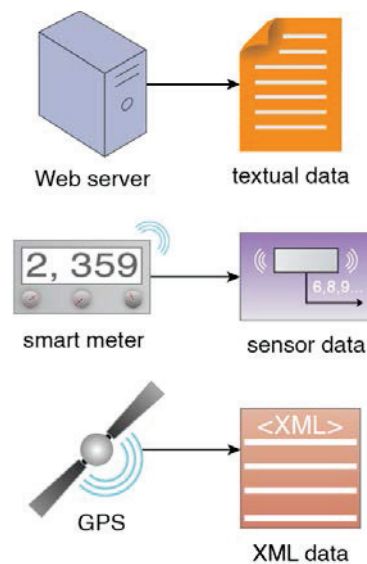 Web server
textual data
2, 359
6,8,9...
smart meter
sensor data
<XML>
GPS
XML data